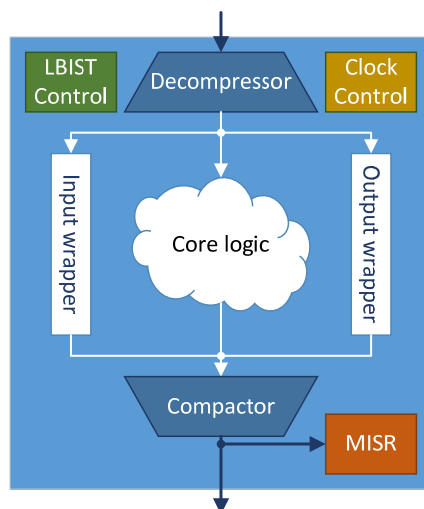 LBIST
Control
Decompressor
Clock
Control
Input wrapper
Core logic
Output wrapper
Compactor
MISR